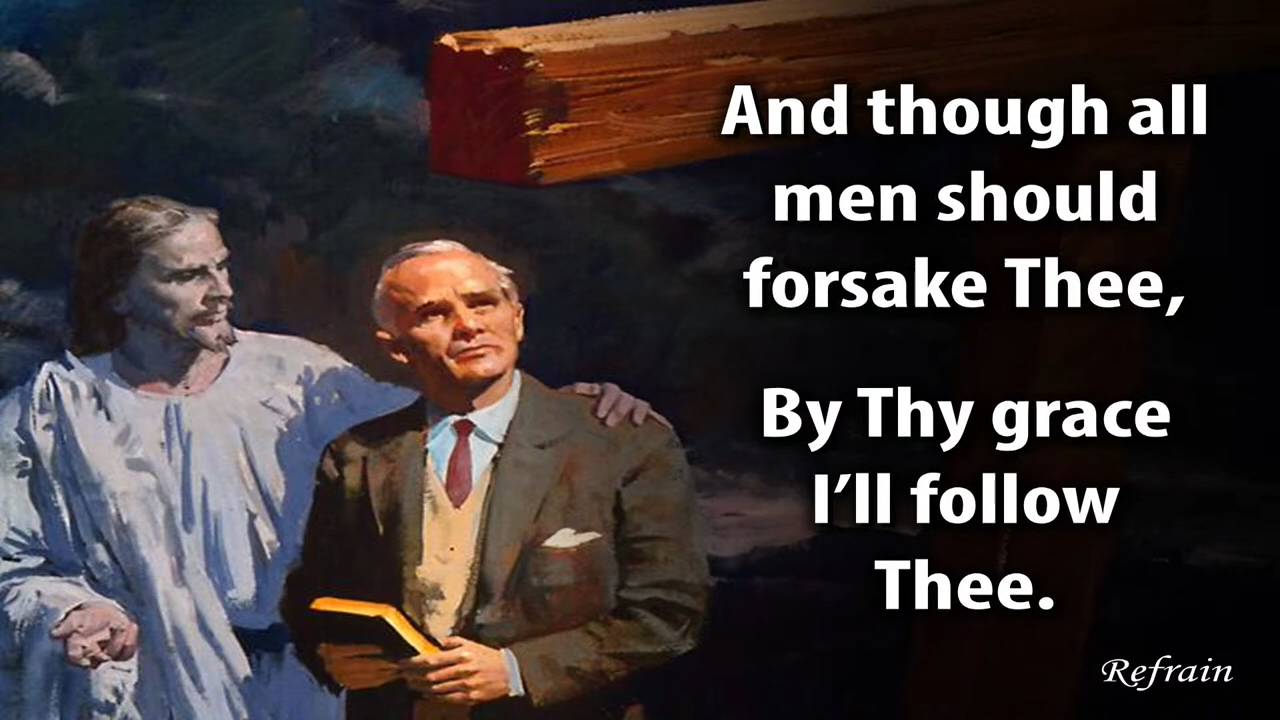 And though all
men should
forsake Thee,
By Thy grace
I’ll follow
Thee.
Refrain